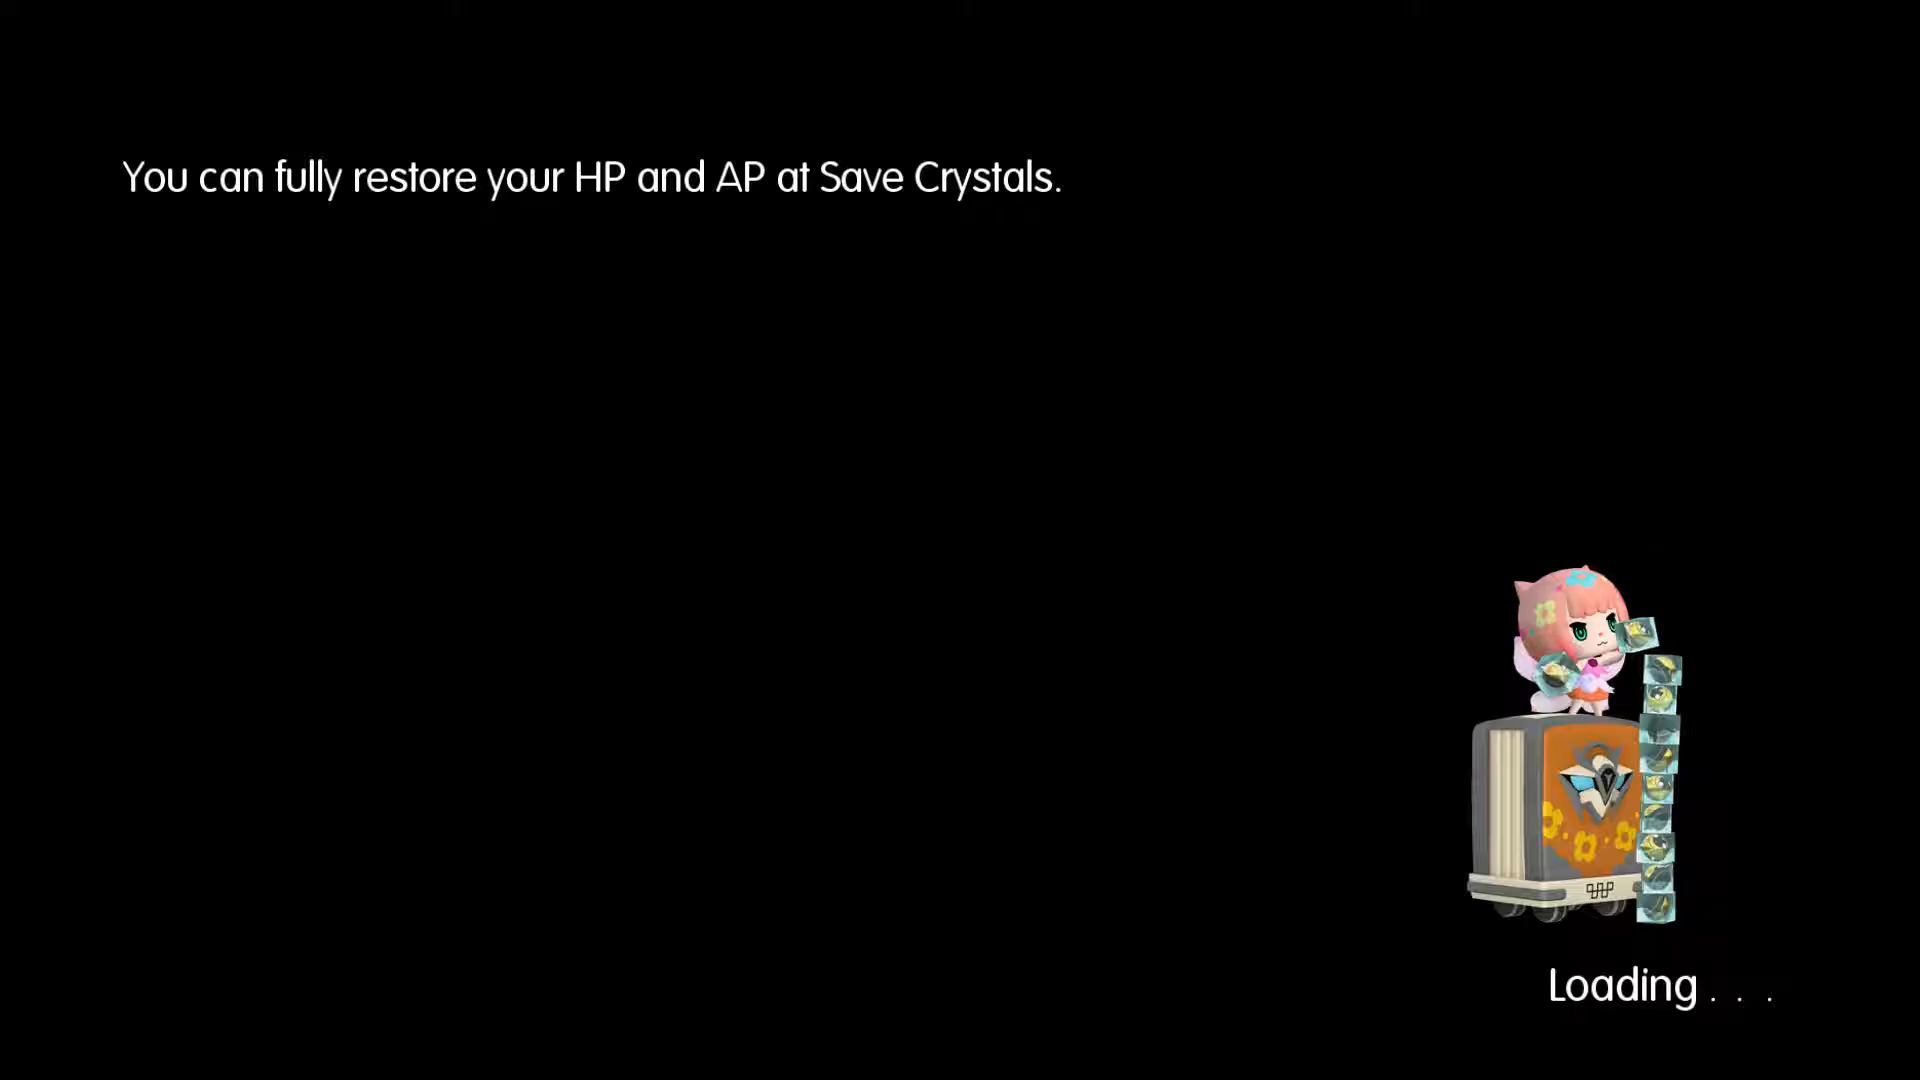 You can fully restore your HP and AP at Save Crystals.
Loading . . .